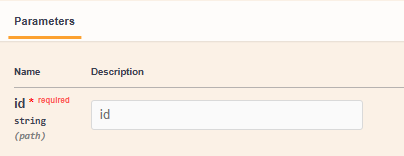 Parameters
Name Description
id * required
string
(path)
id